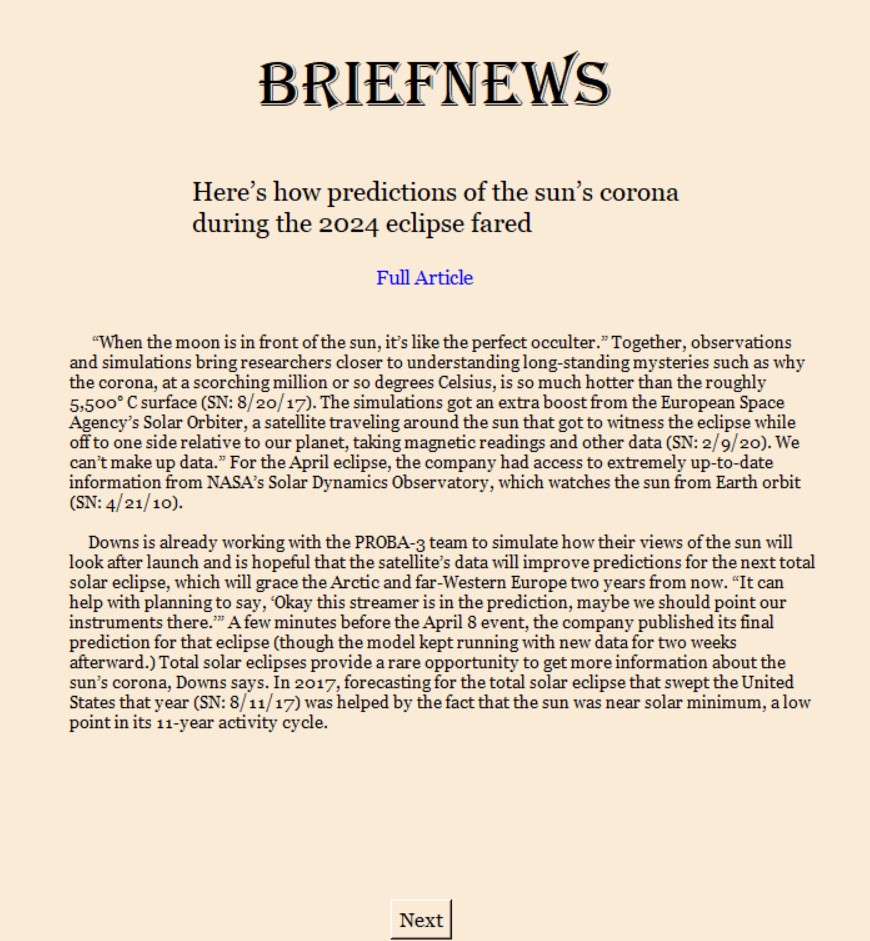 BRIEFNEWS
Here’s how predictions of the sun’s corona
during the 2024 eclipse fared
Full Article
“When the moon is in front of the sun, it’s like the perfect occulter.” Together, observations
and simulations bring researchers closer to understanding long-standing mysteries such as why
the corona, at a scorching million or so degrees Celsius, is so much hotter than the roughly
5,500° C surface (SN: 8/20/17). The simulations got an extra boost from the European Space
Agency’s Solar Orbiter, a satellite traveling around the sun that got to witness the eclipse while
off to one side relative to our planet, taking magnetic readings and other data (SN: 2/9/20). We
can’t make up data.” For the April eclipse, the company had access to extremely up-to-date
information from NASA’s Solar Dynamics Observatory, which watches the sun from Earth orbit
(SN: 4/21/10).
Downs is already working with the PROBA-3 team to simulate how their views of the sun will
look after launch and is hopeful that the satellite’s data will improve predictions for the next total
solar eclipse, which will grace the Arctic and far-Western Europe two years from now. “It can
help with planning to say, ‘Okay this streamer is in the prediction, maybe we should point our
instruments there.’” A few minutes before the April 8 event, the company published its final
prediction for that eclipse (though the model kept running with new data for two weeks
afterward.) Total solar eclipses provide a rare opportunity to get more information about the
sun’s corona, Downs says. In 2017, forecasting for the total solar eclipse that swept the United
States that year (SN: 8/11/17) was helped by the fact that the sun was near solar minimum, a low
point in its 11-year activity cycle.
Next